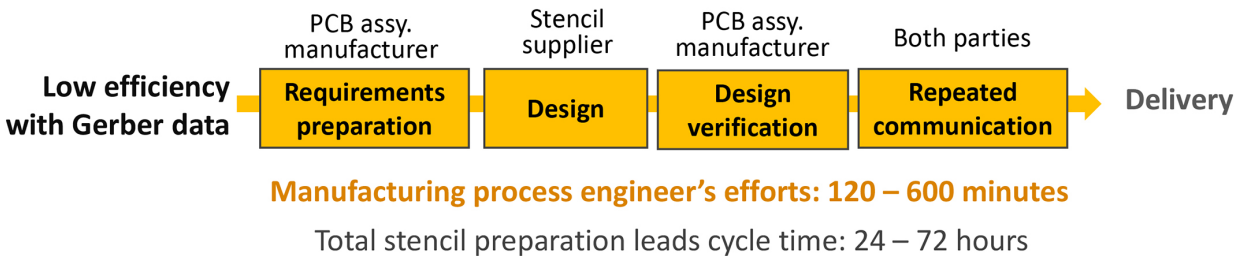 PCB assy.
manufacturer
Stencil
supplier
PCB assy.
manufacturer
Both parties
Low efficiency
with Gerber data
Requirements
preparation
Design
Design
verification
Repeated
communication
Delivery
Manufacturing process engineer’s efforts: 120 – 600 minutes
Total stencil preparation leads cycle time: 24 – 72 hours